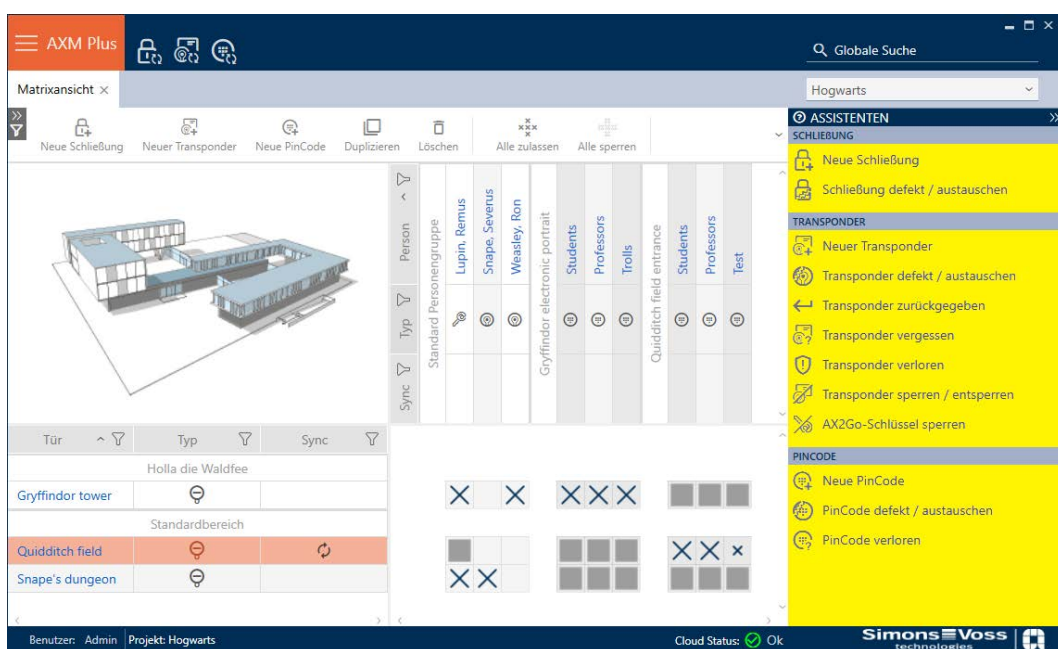 AXM Plus
Globale Suche
Matrixansicht
Hogwarts
Neue Schließung
Neuer Transponder
Neue PinCode
Duplizieren
Löschen
Alle zulassen
Alle sperren
ASSISTENTEN
SCHLIEßUNG
Neue Schließung
Schließung defekt / austauschen
TRANSPONDER
Neuer Transponder
Transponder defekt / austauschen
Transponder zurückgegeben
Transponder vergessen
Transponder verloren
Transponder sperren / entsperren
AX2Go-Schlüssel sperren
PINCODE
Neue PinCode
PinCode defekt / austauschen
PinCode verloren
Person
Typ
Sync
Standard Personengruppe
Lupin, Remus
Snape, Severus
Weasley, Ron
Gryffindor electronic portrait
Students
Professors
Trolls
Quidditch field entrance
Students
Professors
Test
Tür Typ Sync
Holla die Waldfee
Gryffindor tower
Standardbereich
Quidditch field
Snape's dungeon
Benutzer: Admin Projekt: Hogwarts
Cloud Status: Ok
Simons Voss
technologies